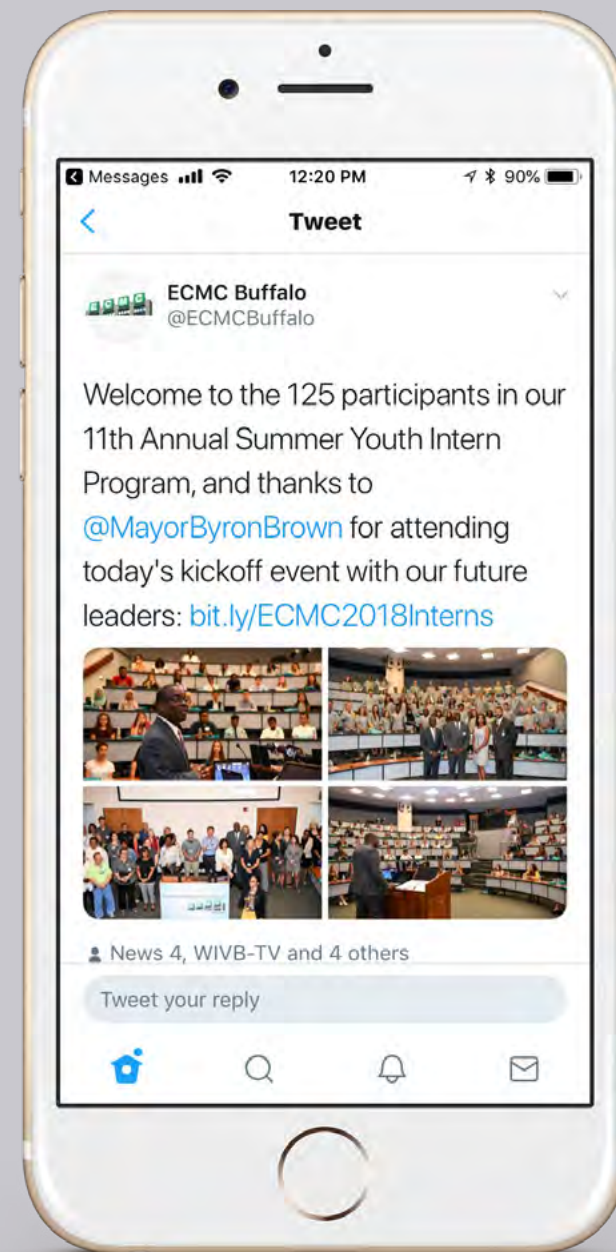 Messages 12:20 PM 90%
Tweet
ECMC Buffalo
@ECMCBuffalo
Welcome to the 125 participants in our
11th Annual Summer Youth Intern
Program, and thanks to
@MayorByronBrown for attending
today's kickoff event with our future
leaders: bit.ly/ECMC2018Interns
News 4, WIVB-TV and 4 others
Tweet your reply